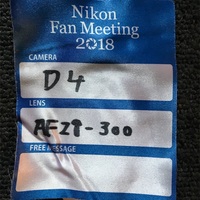 Nikon
Fan Meeting
2018
CAMERA
D4
LENS
AF28-300
FREE MESSAGE